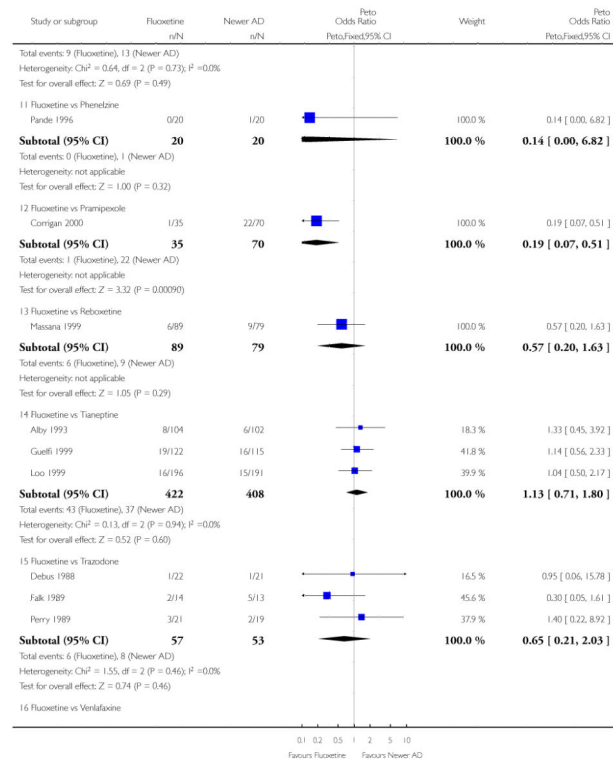 Study or subgroup Fluoxetine Newer AD Peto Odds Ratio Weight Peto Odds Ratio
n/N n/N Peto,Fixed,95% CI Peto,Fixed,95% CI
Total events: 9 (Fluoxetine), 13 (Newer AD)
Heterogeneity: Chi² = 0.64, df = 2 (P = 0.73); I² =0.0%
Test for overall effect: Z = 0.69 (P = 0.49)
11 Fluoxetine vs Phenelzine
Pande 1996 0/20 1/20 100.0 % 0.14 [ 0.00, 6.82 ]
Subtotal (95% CI) 20 20 100.0 % 0.14 [ 0.00, 6.82 ]
Total events: 0 (Fluoxetine), 1 (Newer AD)
Heterogeneity: not applicable
Test for overall effect: Z = 1.00 (P = 0.32)
12 Fluoxetine vs Pramipexole
Corrigan 2000 1/35 22/70 100.0 % 0.19 [ 0.07, 0.51 ]
Subtotal (95% CI) 35 70 100.0 % 0.19 [ 0.07, 0.51 ]
Total events: 1 (Fluoxetine), 22 (Newer AD)
Heterogeneity: not applicable
Test for overall effect: Z = 3.32 (P = 0.00090)
13 Fluoxetine vs Reboxetine
Massana 1999 6/89 9/79 100.0 % 0.57 [ 0.20, 1.63 ]
Subtotal (95% CI) 89 79 100.0 % 0.57 [ 0.20, 1.63 ]
Total events: 6 (Fluoxetine), 9 (Newer AD)
Heterogeneity: not applicable
Test for overall effect: Z = 1.05 (P = 0.29)
14 Fluoxetine vs Tianeptine
Alby 1993 8/104 6/102 18.3 % 1.33 [ 0.45, 3.92 ]
Guelfi 1999 19/122 16/115 41.8 % 1.14 [ 0.56, 2.33 ]
Loo 1999 16/196 15/191 39.9 % 1.04 [ 0.50, 2.17 ]
Subtotal (95% CI) 422 408 100.0 % 1.13 [ 0.71, 1.80 ]
Total events: 43 (Fluoxetine), 37 (Newer AD)
Heterogeneity: Chi² = 0.13, df = 2 (P = 0.94); I² =0.0%
Test for overall effect: Z = 0.52 (P = 0.60)
15 Fluoxetine vs Trazodone
Debus 1988 1/22 1/21 16.5 % 0.95 [ 0.06, 15.78 ]
Falk 1989 2/14 5/13 45.6 % 0.30 [ 0.05, 1.61 ]
Perry 1989 3/21 2/19 37.9 % 1.40 [ 0.22, 8.92 ]
Subtotal (95% CI) 57 53 100.0 % 0.65 [ 0.21, 2.03 ]
Total events: 6 (Fluoxetine), 8 (Newer AD)
Heterogeneity: Chi² = 1.55, df = 2 (P = 0.46); I² =0.0%
Test for overall effect: Z = 0.74 (P = 0.46)
16 Fluoxetine vs Venlafaxine
0.1 0.2 0.5 1 2 5 10
Favours Fluoxetine Favours Newer AD